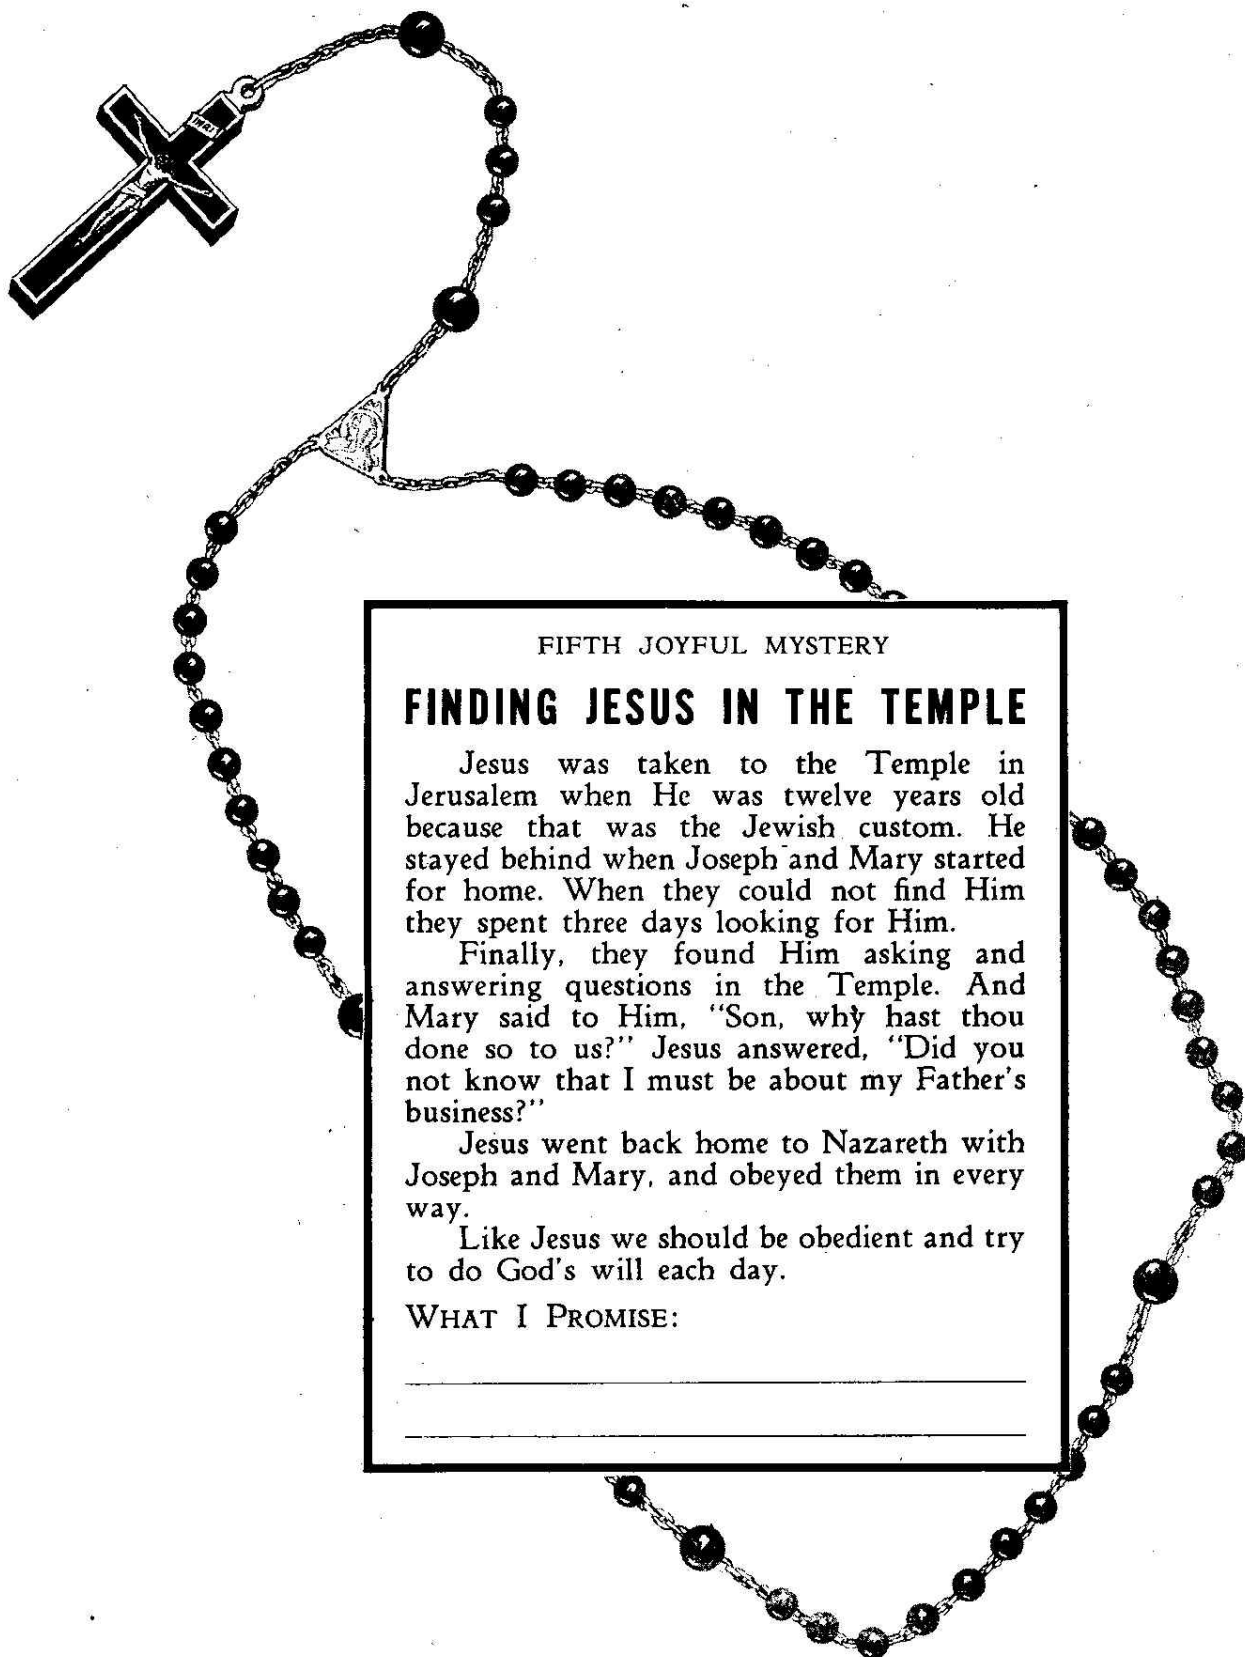 INRI
FIFTH JOYFUL MYSTERY
FINDING JESUS IN THE TEMPLE
Jesus was taken to the Temple in
Jerusalem when He was twelve years old
because that was the Jewish custom. He
stayed behind when Joseph and Mary started
for home. When they could not find Him
they spent three days looking for Him.
Finally, they found Him asking and
answering questions in the Temple. And
Mary said to Him, "Son, why hast thou
done so to us?" Jesus answered, "Did you
not know that I must be about my Father's
business?"
Jesus went back home to Nazareth with
Joseph and Mary, and obeyed them in every
way.
Like Jesus we should be obedient and try
to do God's will each day.
WHAT I PROMISE: